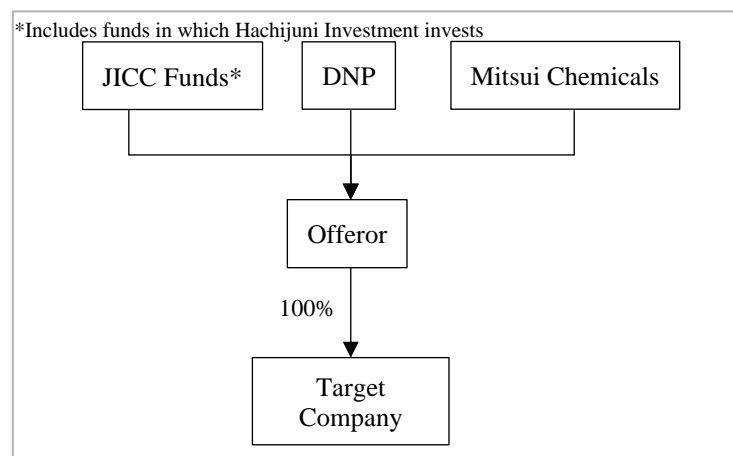 *Includes funds in which Hachijuni Investment invests
JICC Funds*
DNP
Mitsui Chemicals
Offeror
100%
Target
Company